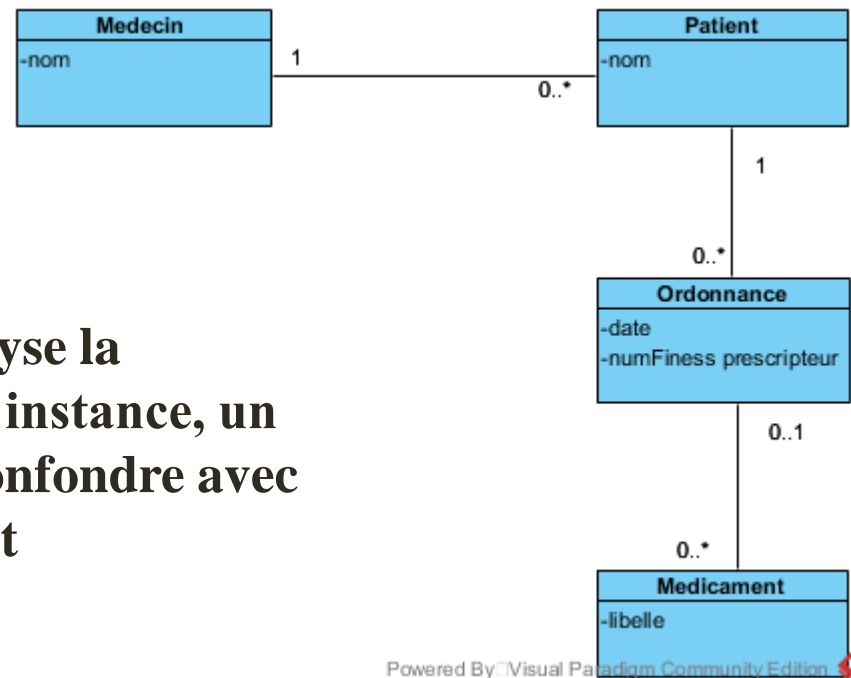 Medecin
-nom
1
0..*
Patient
-nom
1
0..*
Ordonnance
-date
-numFiness prescripteur
0..1
0..*
Medicament
-libelle
yse la
instance, un
onfondre avec
t
Powered By Visual Paradigm Community Edition